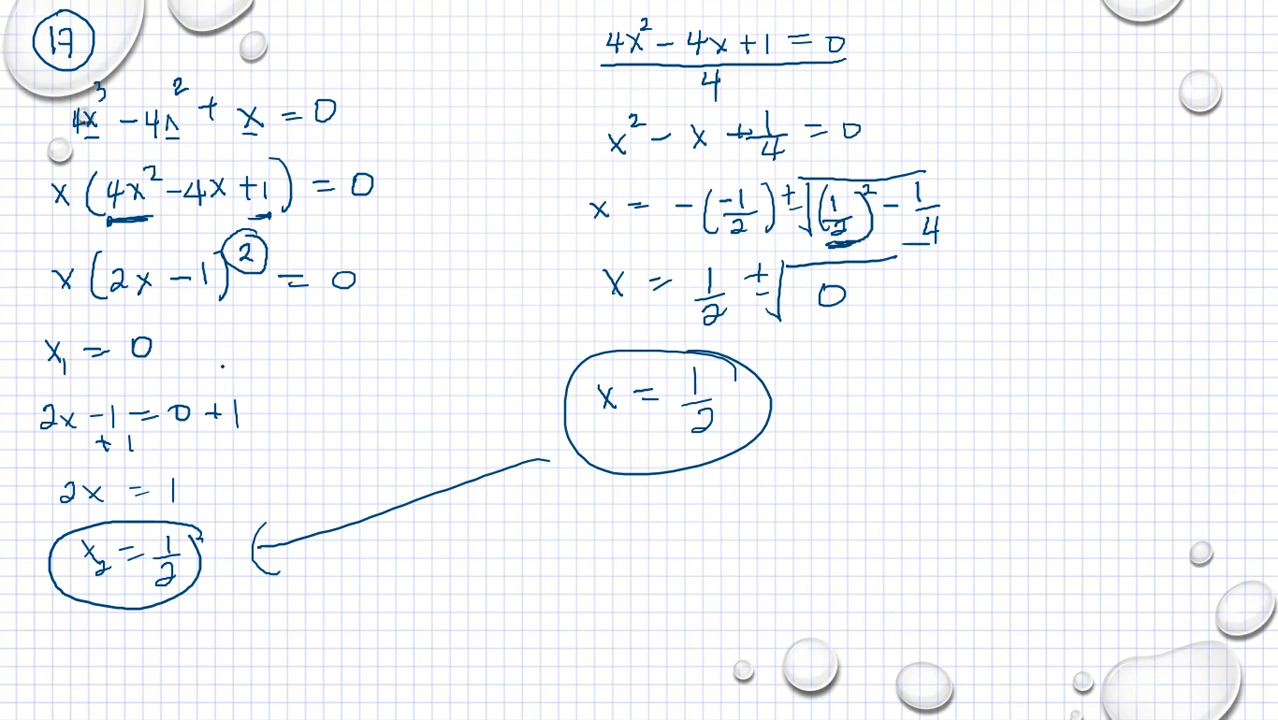 17
4x³ - 4x² + x = 0
x(4x² - 4x + 1) = 0
x(2x - 1)² = 0
x₁ = 0
2x - 1 = 0 + 1
+ 1
2x = 1
x₂ = 1/2
4x² - 4x + 1 = 0
4
x² - x + 1/4 = 0
x = -(-1/2) ± √(1/2)² - 1/4
x = 1/2 ± √0
x = 1/2